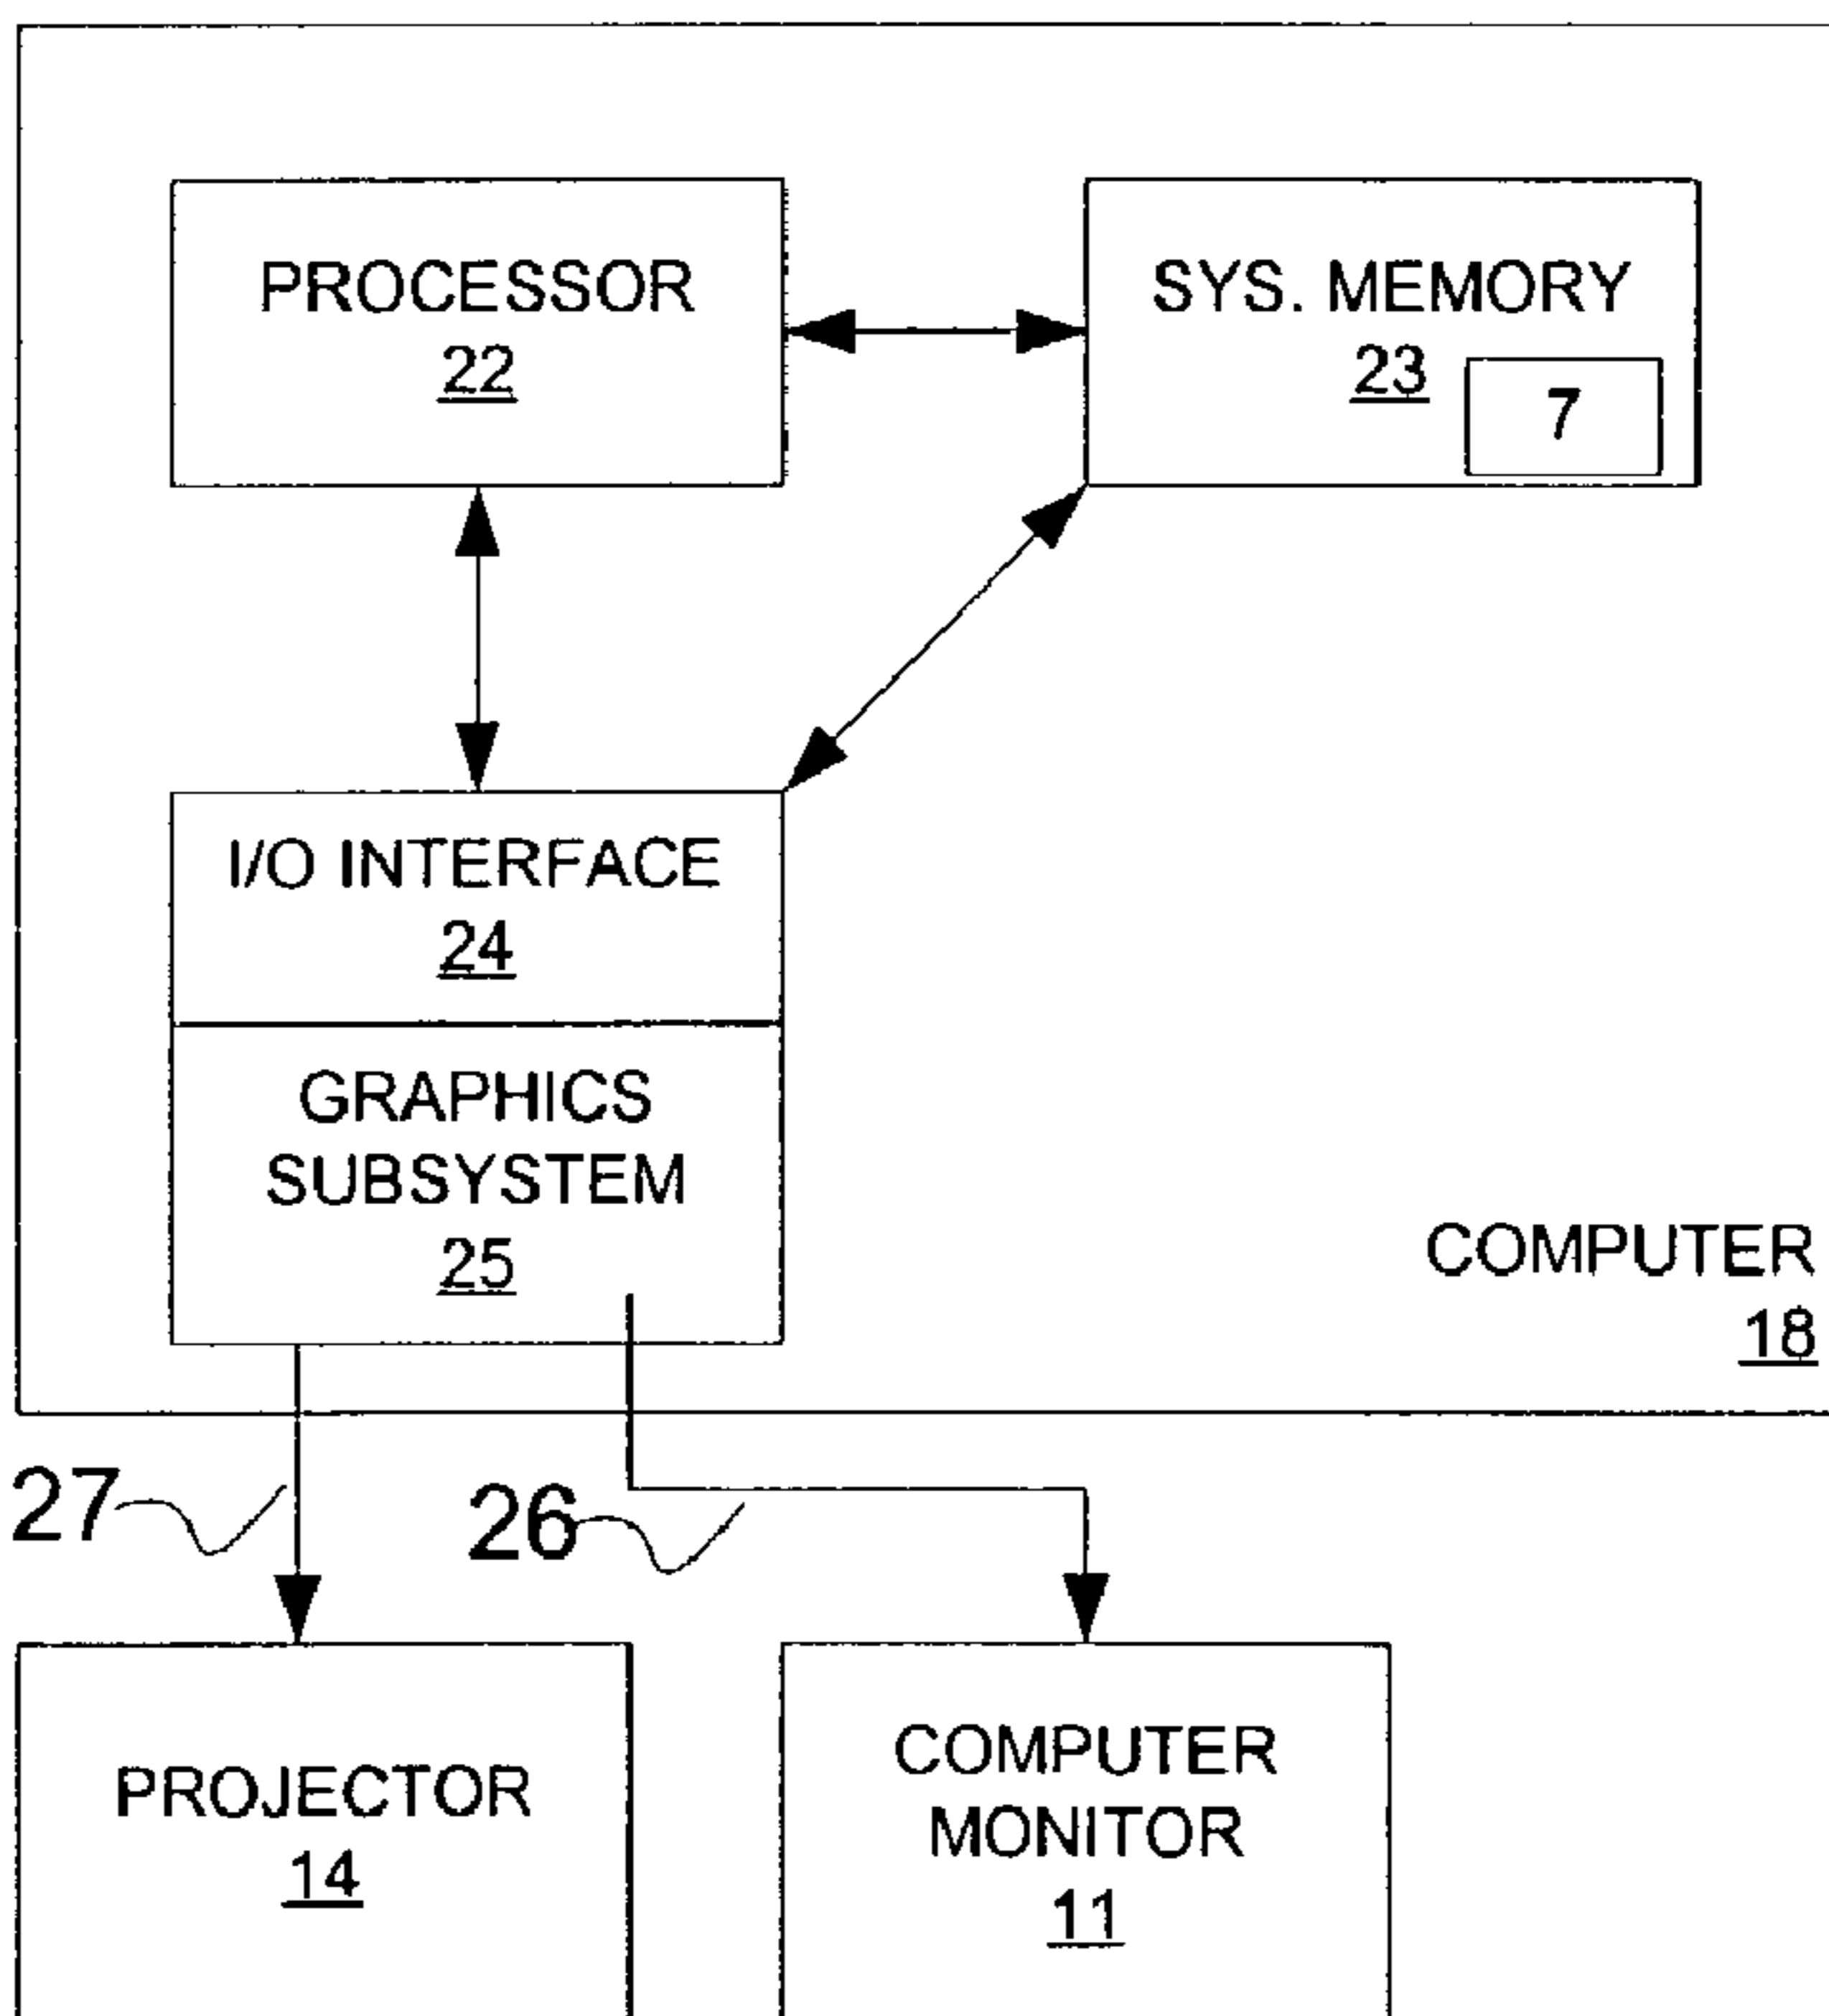 PROCESSOR
22
SYS. MEMORY
23
7
I/O INTERFACE
24
GRAPHICS
SUBSYSTEM
25
COMPUTER
18
27
26
PROJECTOR
14
COMPUTER
MONITOR
11